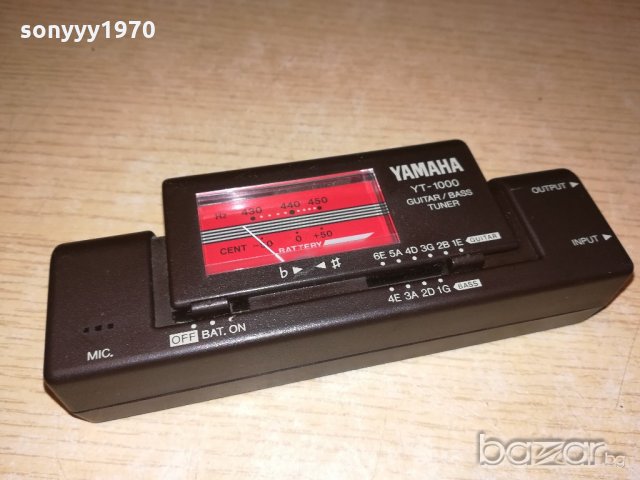 sonyyy1970
YAMAHA
YT-1000
GUITAR/BASS
TUNER
OUTPUT ▶
INPUT ▶
Hz 430 440 450
CENT -50 0 +50
BATTERY
♭▶ ◀♯
6E 5A 4D 3G 2B 1E GUITAR
4E 3A 2D 1G BASS
OFF BAT. ON
MIC.
bazar.bg